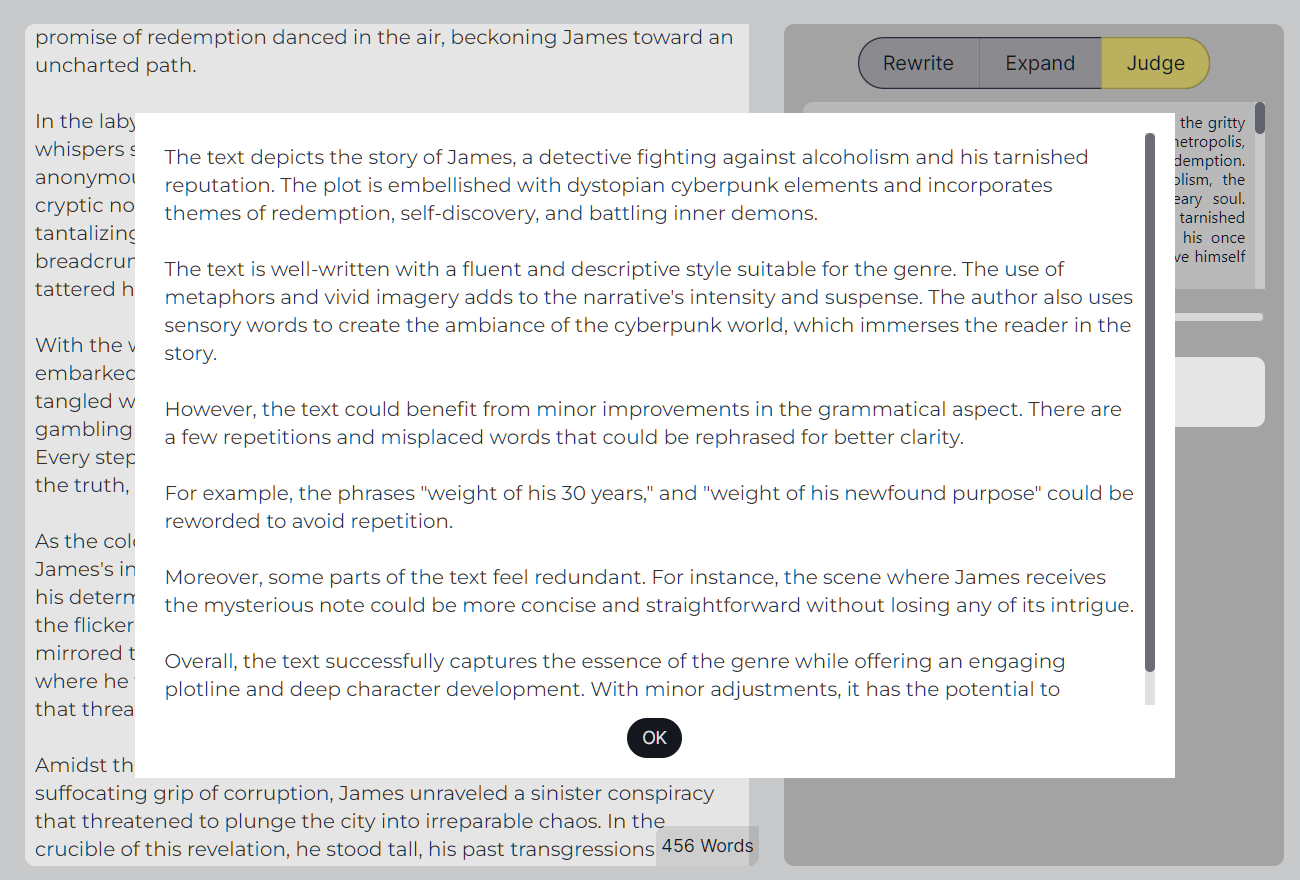 promise of redemption danced in the air, beckoning James toward an
uncharted path.
In the laby
whispers s
anonymou
cryptic no
tantalizing
breadcrum
tattered h
With the w
embarked
tangled w
gambling
Every step
the truth,
As the cold
James's in
his determ
the flicker
mirrored t
where he
that threa
Amidst th
suffocating grip of corruption, James unraveled a sinister conspiracy
that threatened to plunge the city into irreparable chaos. In the
crucible of this revelation, he stood tall, his past transgressions
456 Words
Rewrite
Expand
Judge
the gritty
metropolis,
demption.
olism, the
eary soul.
tarnished
his once
ve himself
The text depicts the story of James, a detective fighting against alcoholism and his tarnished
reputation. The plot is embellished with dystopian cyberpunk elements and incorporates
themes of redemption, self-discovery, and battling inner demons.
The text is well-written with a fluent and descriptive style suitable for the genre. The use of
metaphors and vivid imagery adds to the narrative's intensity and suspense. The author also uses
sensory words to create the ambiance of the cyberpunk world, which immerses the reader in the
story.
However, the text could benefit from minor improvements in the grammatical aspect. There are
a few repetitions and misplaced words that could be rephrased for better clarity.
For example, the phrases "weight of his 30 years," and "weight of his newfound purpose" could be
reworded to avoid repetition.
Moreover, some parts of the text feel redundant. For instance, the scene where James receives
the mysterious note could be more concise and straightforward without losing any of its intrigue.
Overall, the text successfully captures the essence of the genre while offering an engaging
plotline and deep character development. With minor adjustments, it has the potential to
OK